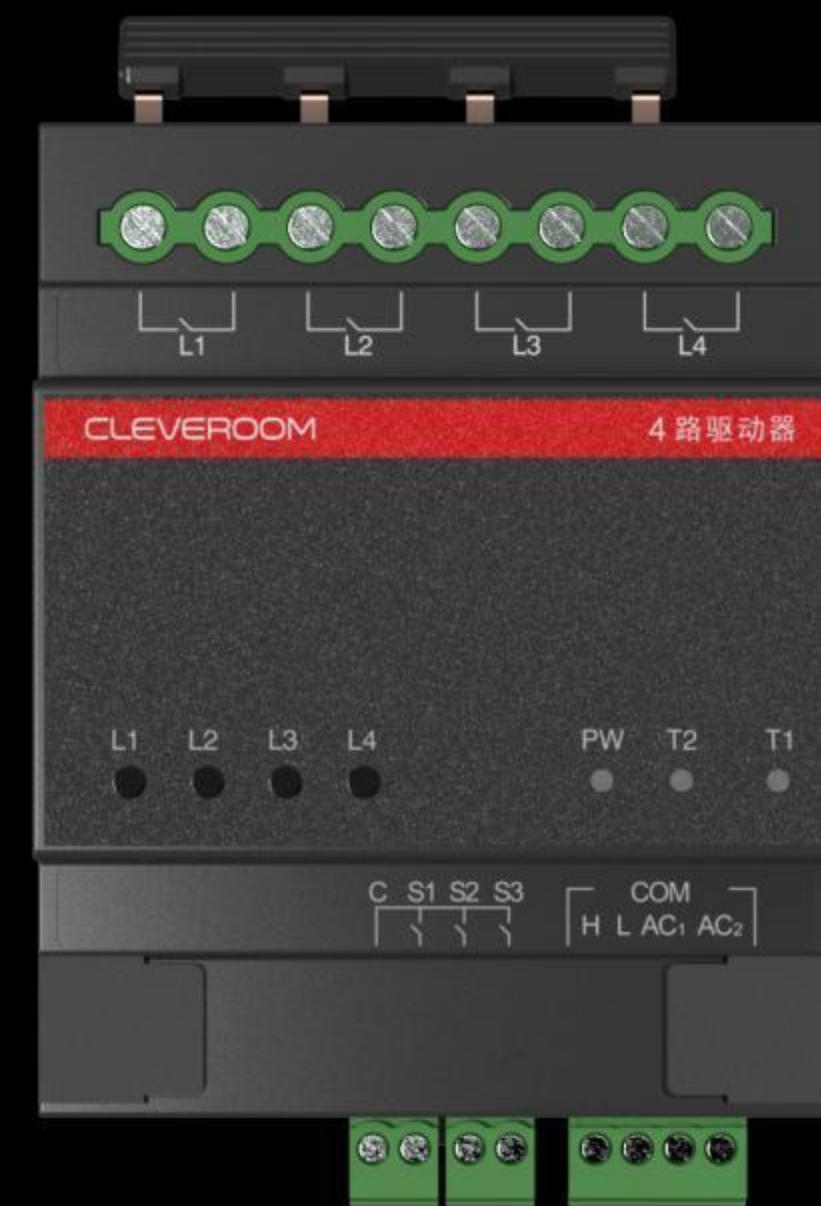 L1 L2 L3 L4
CLEVEROOM 4路驱动器
L1 L2 L3 L4 PW T2 T1
C S1 S2 S3 COM
H L AC₁ AC₂